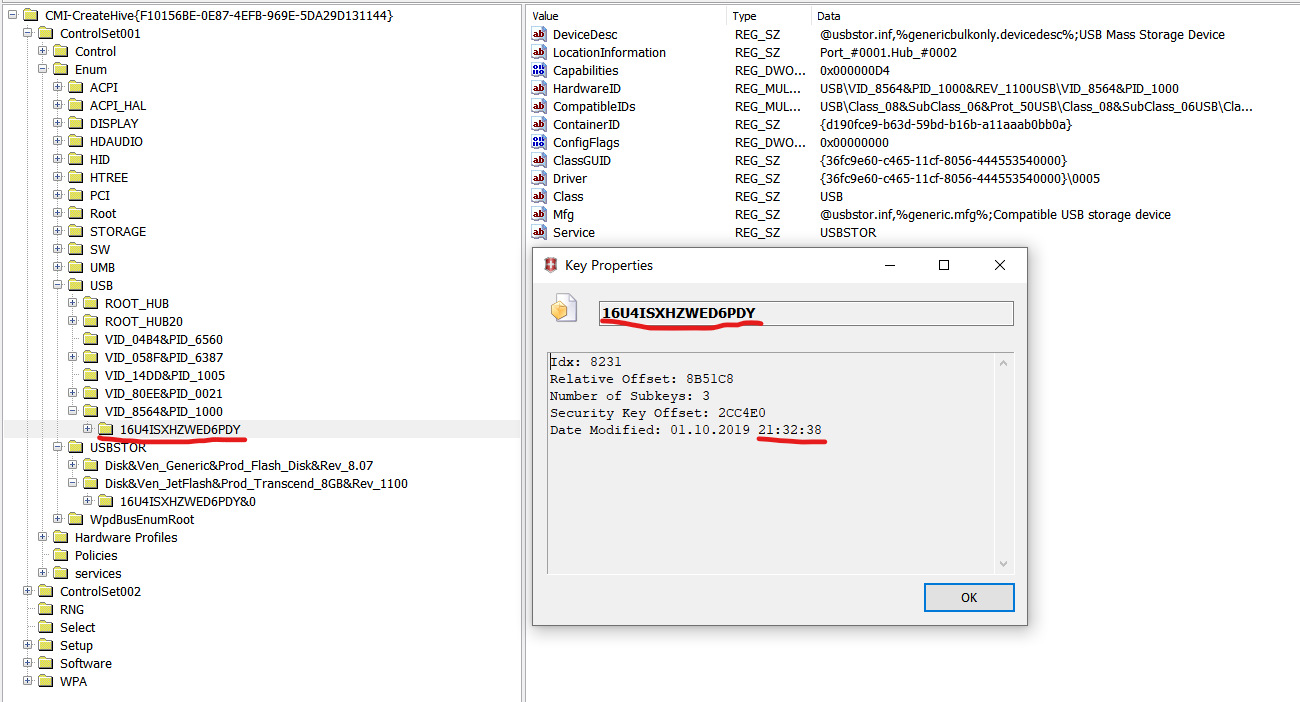 CMI-CreateHive{F10156BE-0E87-4EFB-969E-5DA29D131144}
ControlSet001
Control
Enum
ACPI
ACPI_HAL
DISPLAY
HDAUDIO
HID
HTREE
PCI
Root
STORAGE
SW
UMB
USB
ROOT_HUB
ROOT_HUB20
VID_04B4&PID_6560
VID_058F&PID_6387
VID_14DD&PID_1005
VID_80EE&PID_0021
VID_8564&PID_1000
16U4ISXHZWED6PDY
USBSTOR
Disk&Ven_Generic&Prod_Flash_Disk&Rev_8.07
Disk&Ven_JetFlash&Prod_Transcend_8GB&Rev_1100
16U4ISXHZWED6PDY&0
WpdBusEnumRoot
Hardware Profiles
Policies
services
ControlSet002
RNG
Select
Setup
Software
WPA
Value Type Data
DeviceDesc REG_SZ @usbstor.inf,%genericbulkonly.devicedesc%;USB Mass Storage Device
LocationInformation REG_SZ Port_#0001.Hub_#0002
Capabilities REG_DWO... 0x000000D4
HardwareID REG_MUL... USB\VID_8564&PID_1000&REV_1100USB\VID_8564&PID_1000
CompatibleIDs REG_MUL... USB\Class_08&SubClass_06&Prot_50USB\Class_08&SubClass_06USB\Cla...
ContainerID REG_SZ {d190fce9-b63d-59bd-b16b-a11aaab0bb0a}
ConfigFlags REG_DWO... 0x00000000
ClassGUID REG_SZ {36fc9e60-c465-11cf-8056-444553540000}
Driver REG_SZ {36fc9e60-c465-11cf-8056-444553540000}\0005
Class REG_SZ USB
Mfg REG_SZ @usbstor.inf,%generic.mfg%;Compatible USB storage device
Service REG_SZ USBSTOR
Key Properties
16U4ISXHZWED6PDY
Idx: 8231
Relative Offset: 8B51C8
Number of Subkeys: 3
Security Key Offset: 2CC4E0
Date Modified: 01.10.2019 21:32:38
OK